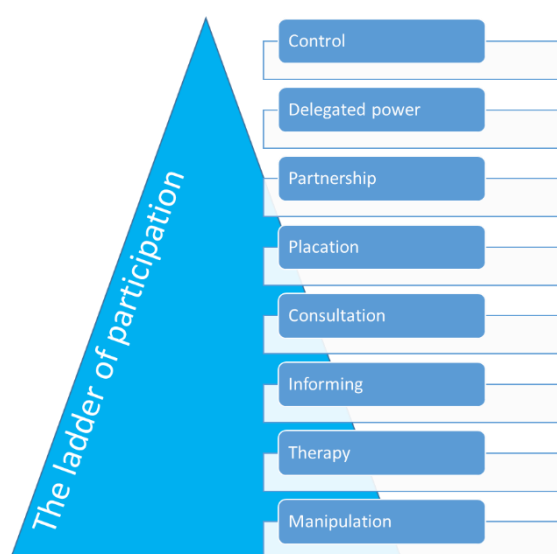 The ladder of participation
Control
Delegated power
Partnership
Placation
Consultation
Informing
Therapy
Manipulation